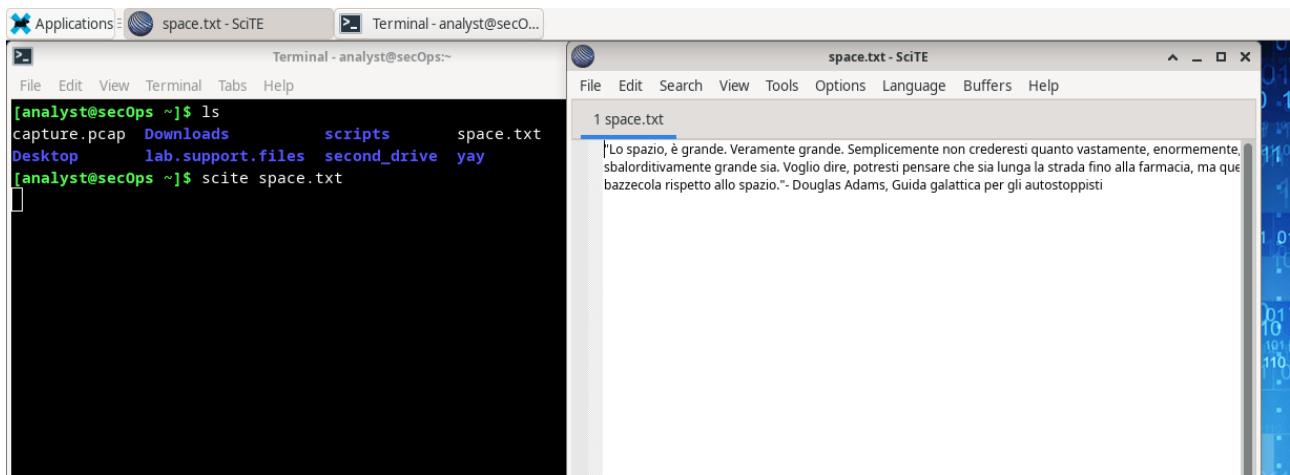 Applications space.txt - SciTE Terminal - analyst@secO...
Terminal - analyst@secOps:~
File Edit View Terminal Tabs Help
[analyst@secOps ~]$ ls
capture.pcap Downloads scripts space.txt
Desktop lab.support.files second_drive yay
[analyst@secOps ~]$ scite space.txt
space.txt - SciTE
File Edit Search View Tools Options Language Buffers Help
1 space.txt
"Lo spazio, è grande. Veramente grande. Semplicemente non crederesti quanto vastamente, enormemente,
sbalorditivamente grande sia. Voglio dire, potresti pensare che sia lunga la strada fino alla farmacia, ma que
bazzecola rispetto allo spazio."- Douglas Adams, Guida galattica per gli autostoppisti